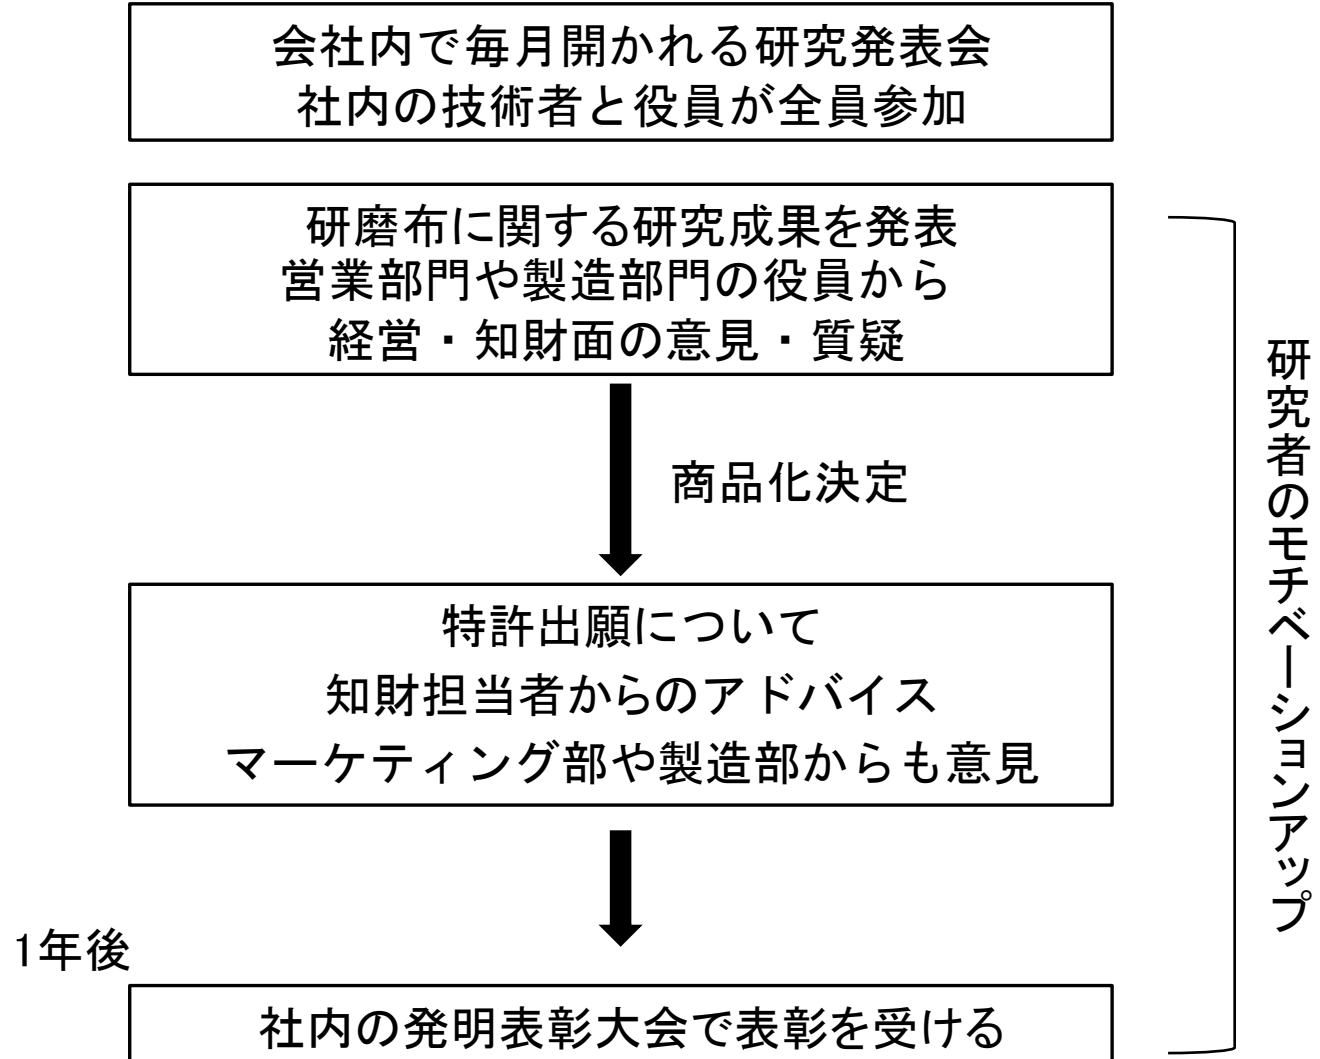 会社内で毎月開かれる研究発表会
社内の技術者と役員が全員参加
研磨布に関する研究成果を発表
営業部門や製造部門の役員から
経営・知財面の意見・質疑
商品化決定
特許出願について
知財担当者からのアドバイス
マーケティング部や製造部からも意見
1年後
社内の発明表彰大会で表彰を受ける
研究者のモチベーションアップ